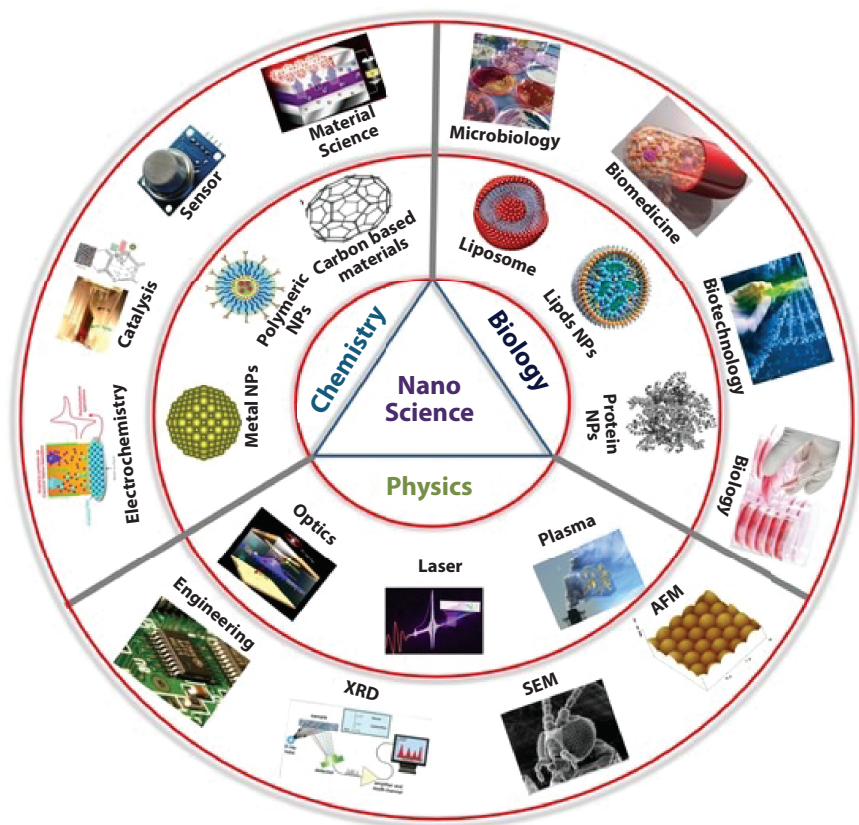 Material
Science
Microbiology
Sensor
Biomedicine
Carbon based
materials
Liposome
Catalysis
Polymeric
NPs
Lipds NPs
Biotechnology
Chemistry
Biology
Nano
Science
Metal NPs
Protein
NPs
Electrochemistry
Biology
Physics
Optics
Plasma
Laser
Engineering
AFM
XRD
SEM